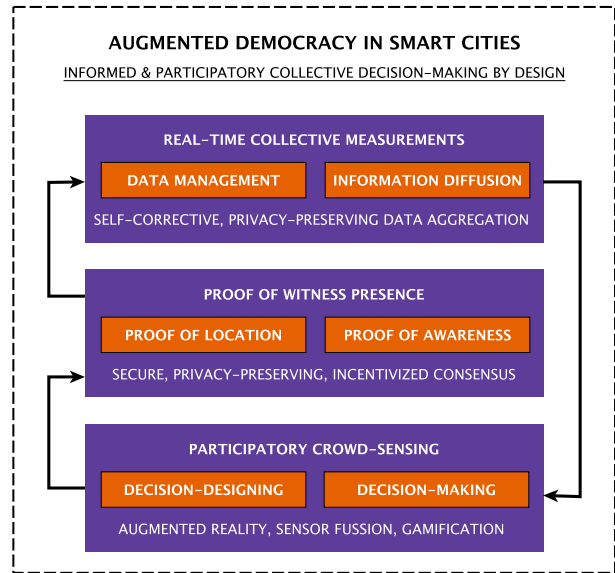 AUGMENTED DEMOCRACY IN SMART CITIES
INFORMED & PARTICIPATORY COLLECTIVE DECISION-MAKING BY DESIGN
REAL-TIME COLLECTIVE MEASUREMENTS
DATA MANAGEMENT
INFORMATION DIFFUSION
SELF-CORRECTIVE, PRIVACY-PRESERVING DATA AGGREGATION
PROOF OF WITNESS PRESENCE
PROOF OF LOCATION
PROOF OF AWARENESS
SECURE, PRIVACY-PRESERVING, INCENTIVIZED CONSENSUS
PARTICIPATORY CROWD-SENSING
DECISION-DESIGNING
DECISION-MAKING
AUGMENTED REALITY, SENSOR FUSSION, GAMIFICATION